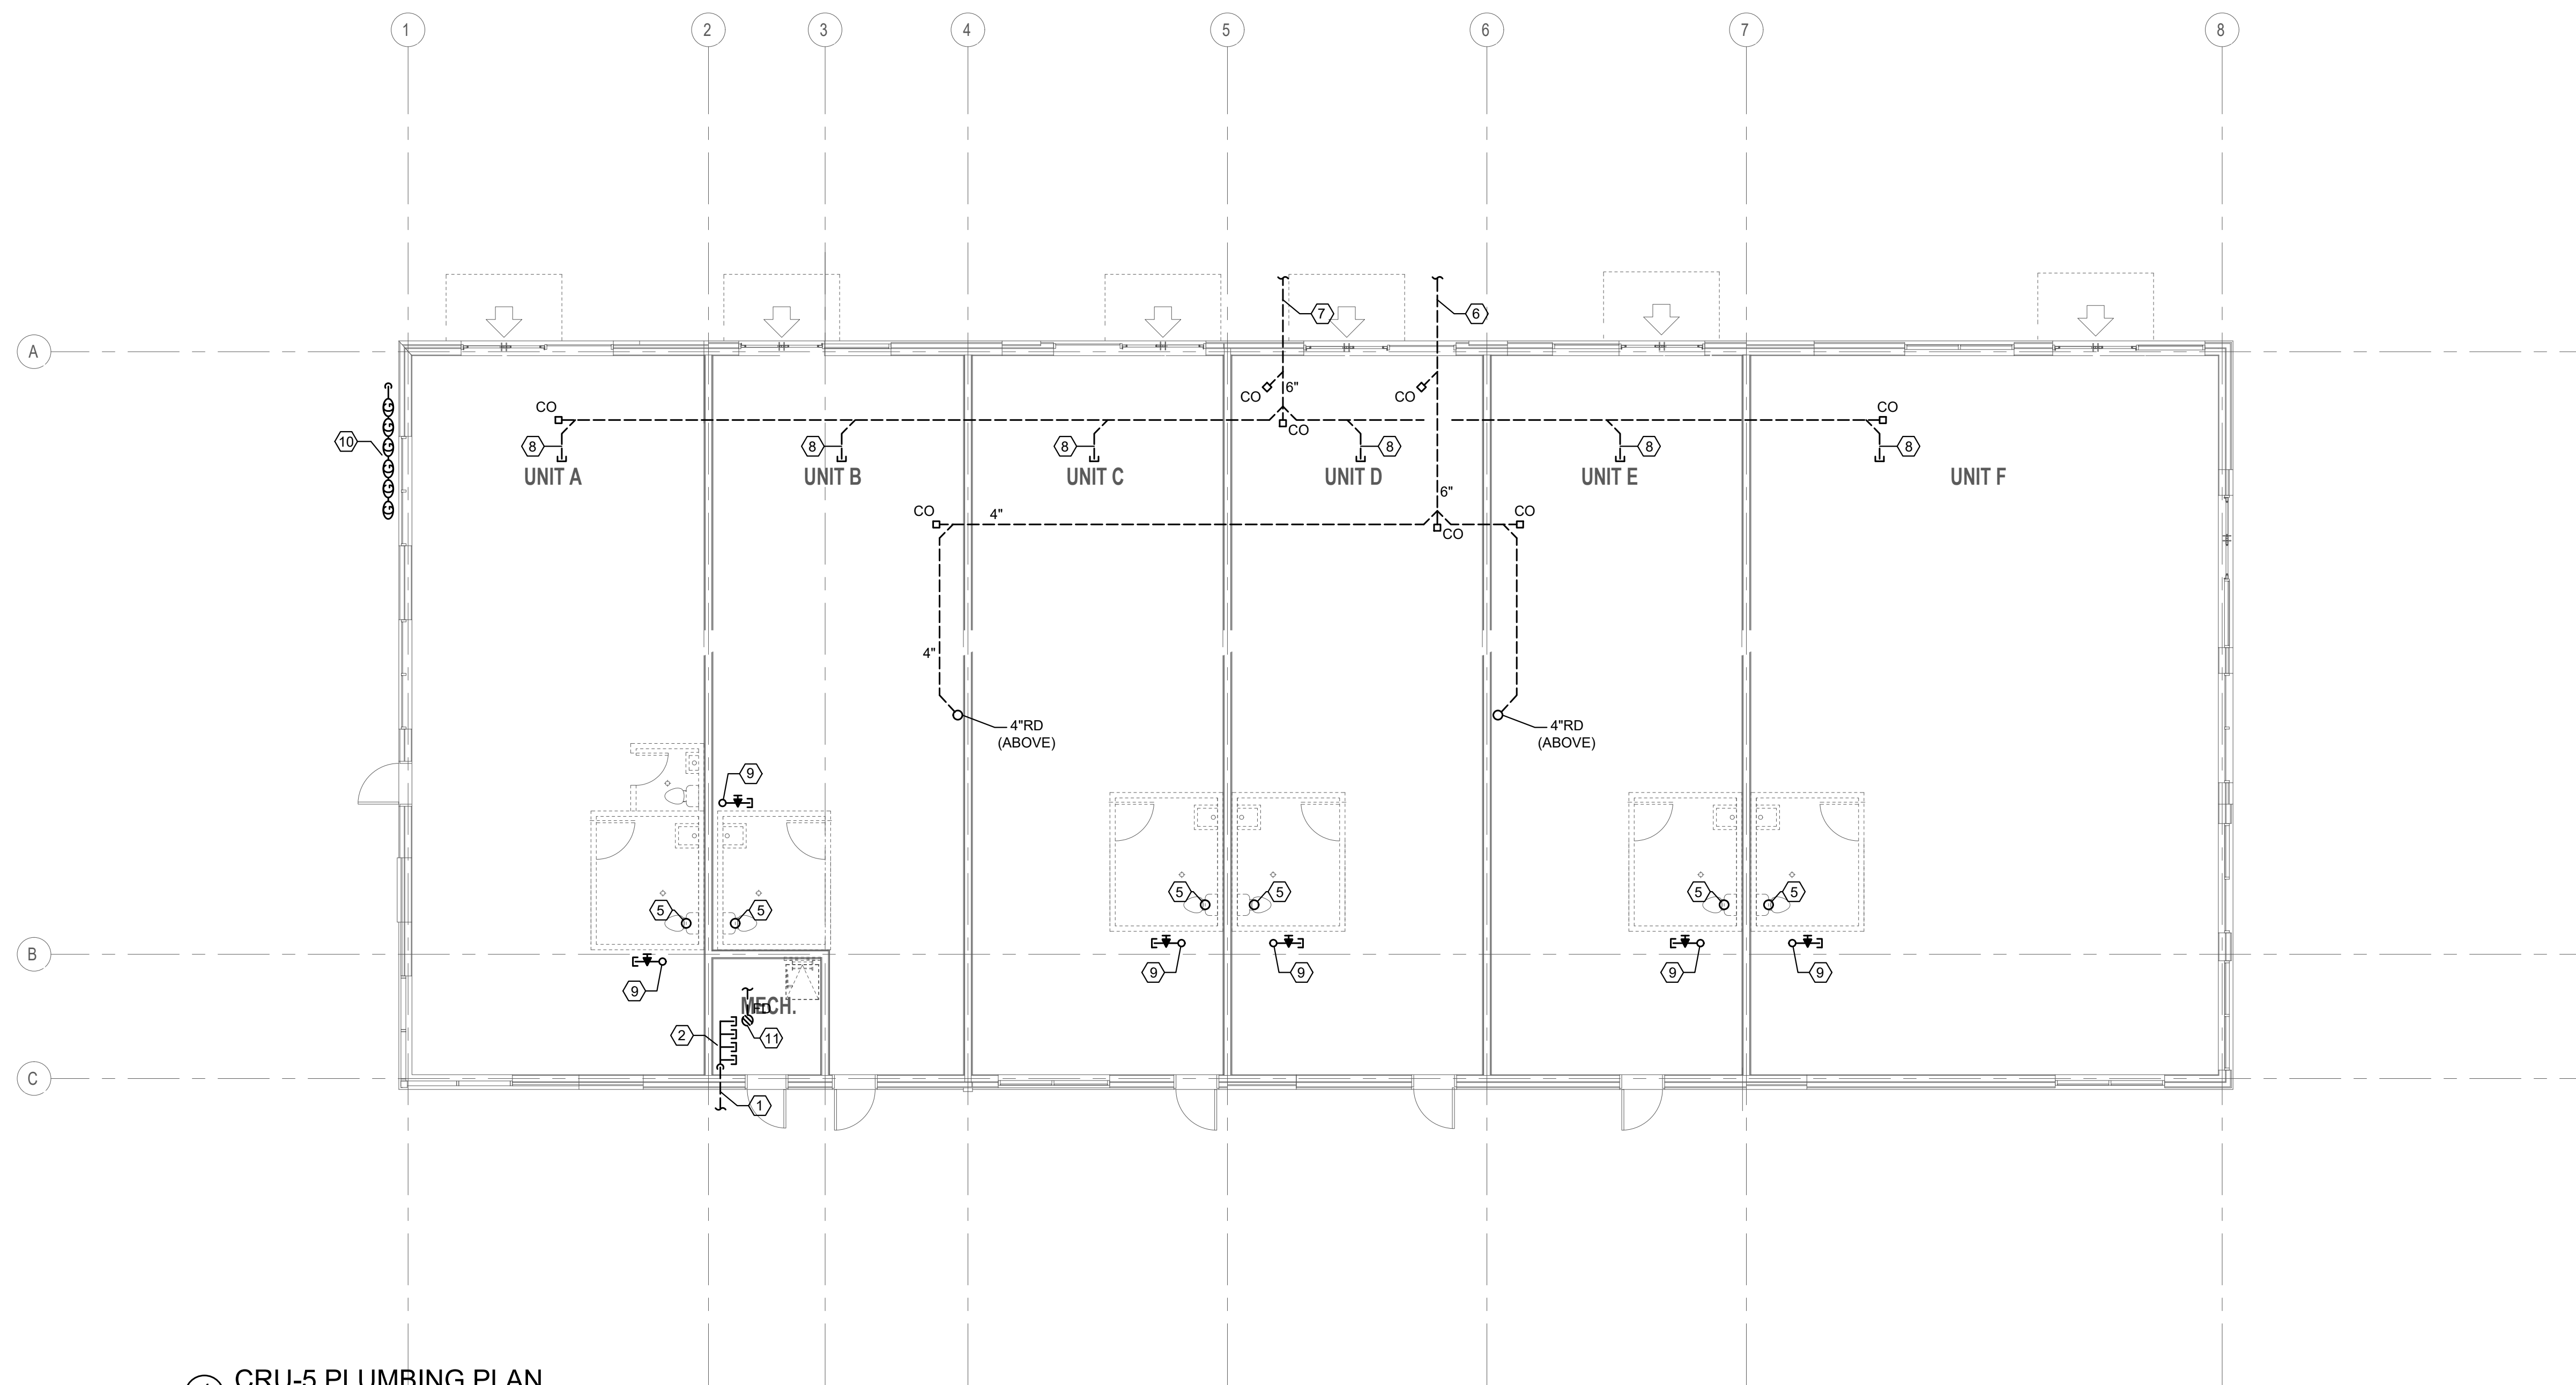 1
2
3
4
5
6
7
8
7
6
A
CO
6"
CO
CO
CO
CO
10
8
8
8
CO
8
8
8
UNIT A
UNIT B
UNIT C
UNIT D
UNIT E
UNIT F
6"
CO
4"
CO
CO
4"
4"RD
(ABOVE)
4"RD
(ABOVE)
9
5
5
5
5
5
5
B
9
9
9
9
9
MECH.
FD
2
11
C
1
CRU-5 PLUMBING PLAN
G
G
G
G
G
G